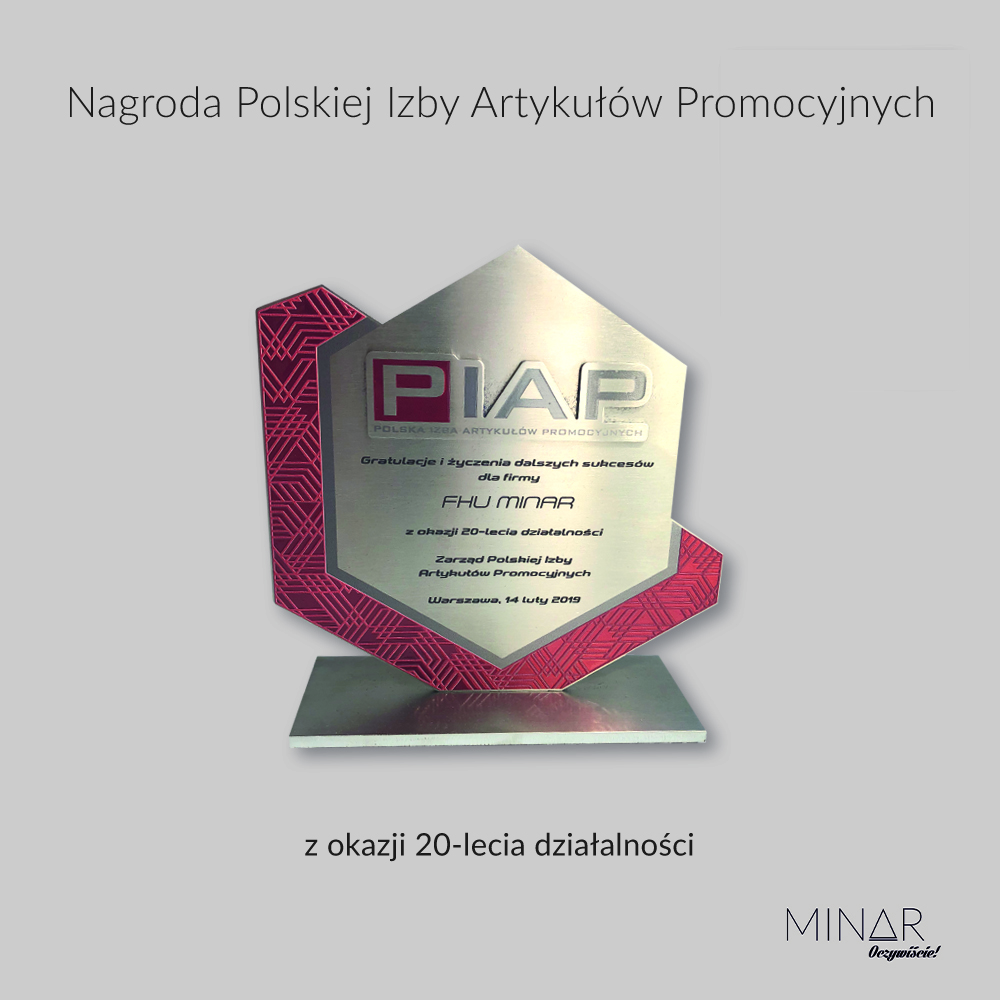 Nagroda Polskiej Izby Artykułów Promocyjnych
PIAP
POLSKA IZBA ARTYKUŁÓW PROMOCYJNYCH
Gratulacje i życzenia dalszych sukcesów
dla firmy
FHU MINAR
z okazji 20-lecia działalności
Zarząd Polskiej Izby
Artykułów Promocyjnych
Warszawa, 14 luty 2019
z okazji 20-lecia działalności
MINAR
Oczywiście!